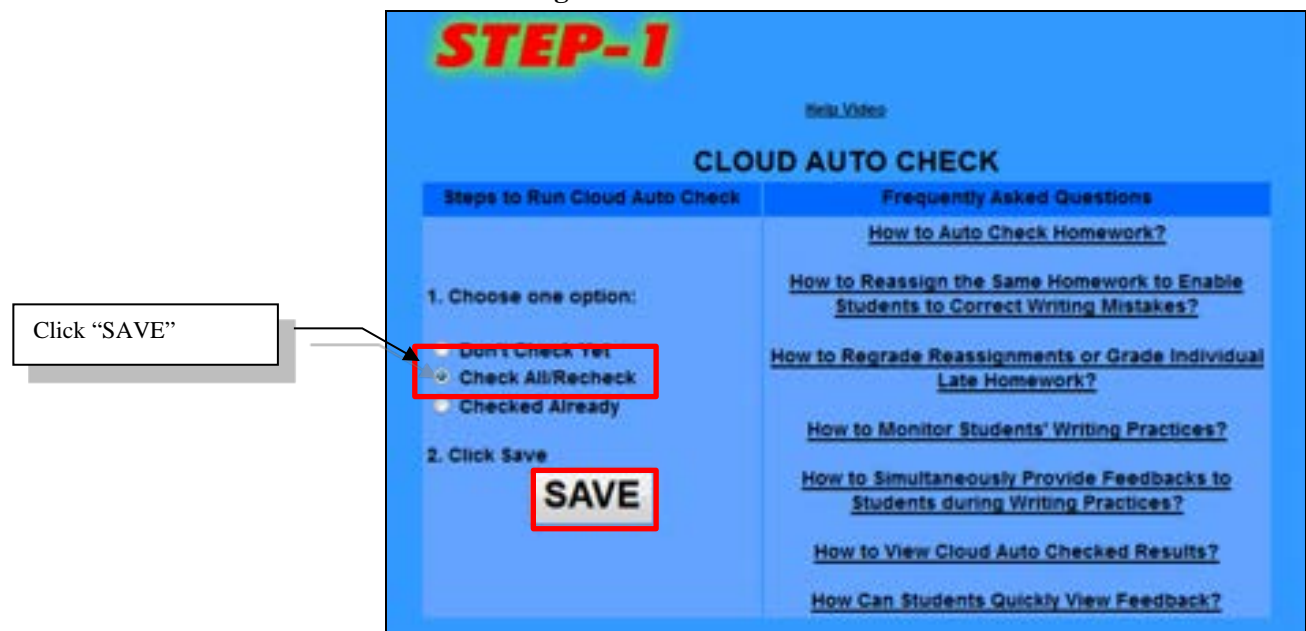 STEP-1
Help Video
CLOUD AUTO CHECK
Steps to Run Cloud Auto Check
Frequently Asked Questions
1. Choose one option:
Don't Check Yet
Check All/Recheck
Checked Already
2. Click Save
SAVE
How to Auto Check Homework?
How to Reassign the Same Homework to Enable
Students to Correct Writing Mistakes?
How to Regrade Reassignments or Grade Individual
Late Homework?
How to Monitor Students' Writing Practices?
How to Simultaneously Provide Feedbacks to
Students during Writing Practices?
How to View Cloud Auto Checked Results?
How Can Students Quickly View Feedback?
Click “SAVE”